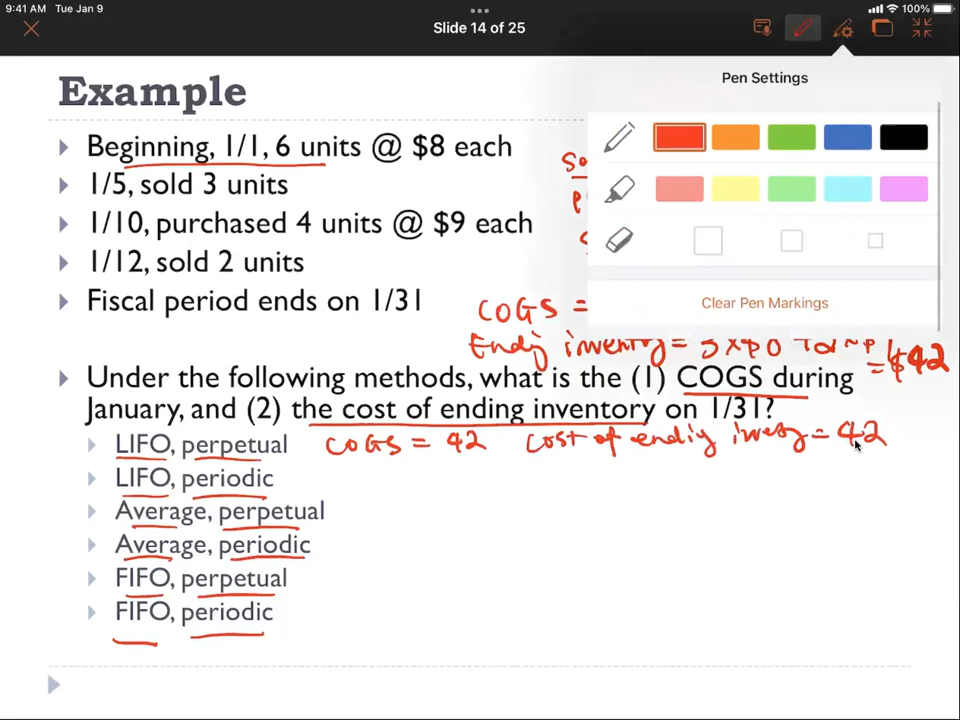 9:41 AM Tue Jan 9
100%
Slide 14 of 25
Pen Settings
Clear Pen Markings
Example
Beginning, 1/1, 6 units @ $8 each
1/5, sold 3 units
1/10, purchased 4 units @ $9 each
1/12, sold 2 units
Fiscal period ends on 1/31
COGS =
Endij inventry =
= $42
Under the following methods, what is the (1) COGS during
January, and (2) the cost of ending inventory on 1/31?
LIFO, perpetual COGS = 42 Cost of endig = 42
LIFO, periodic
Average, perpetual
Average, periodic
FIFO, perpetual
FIFO, periodic